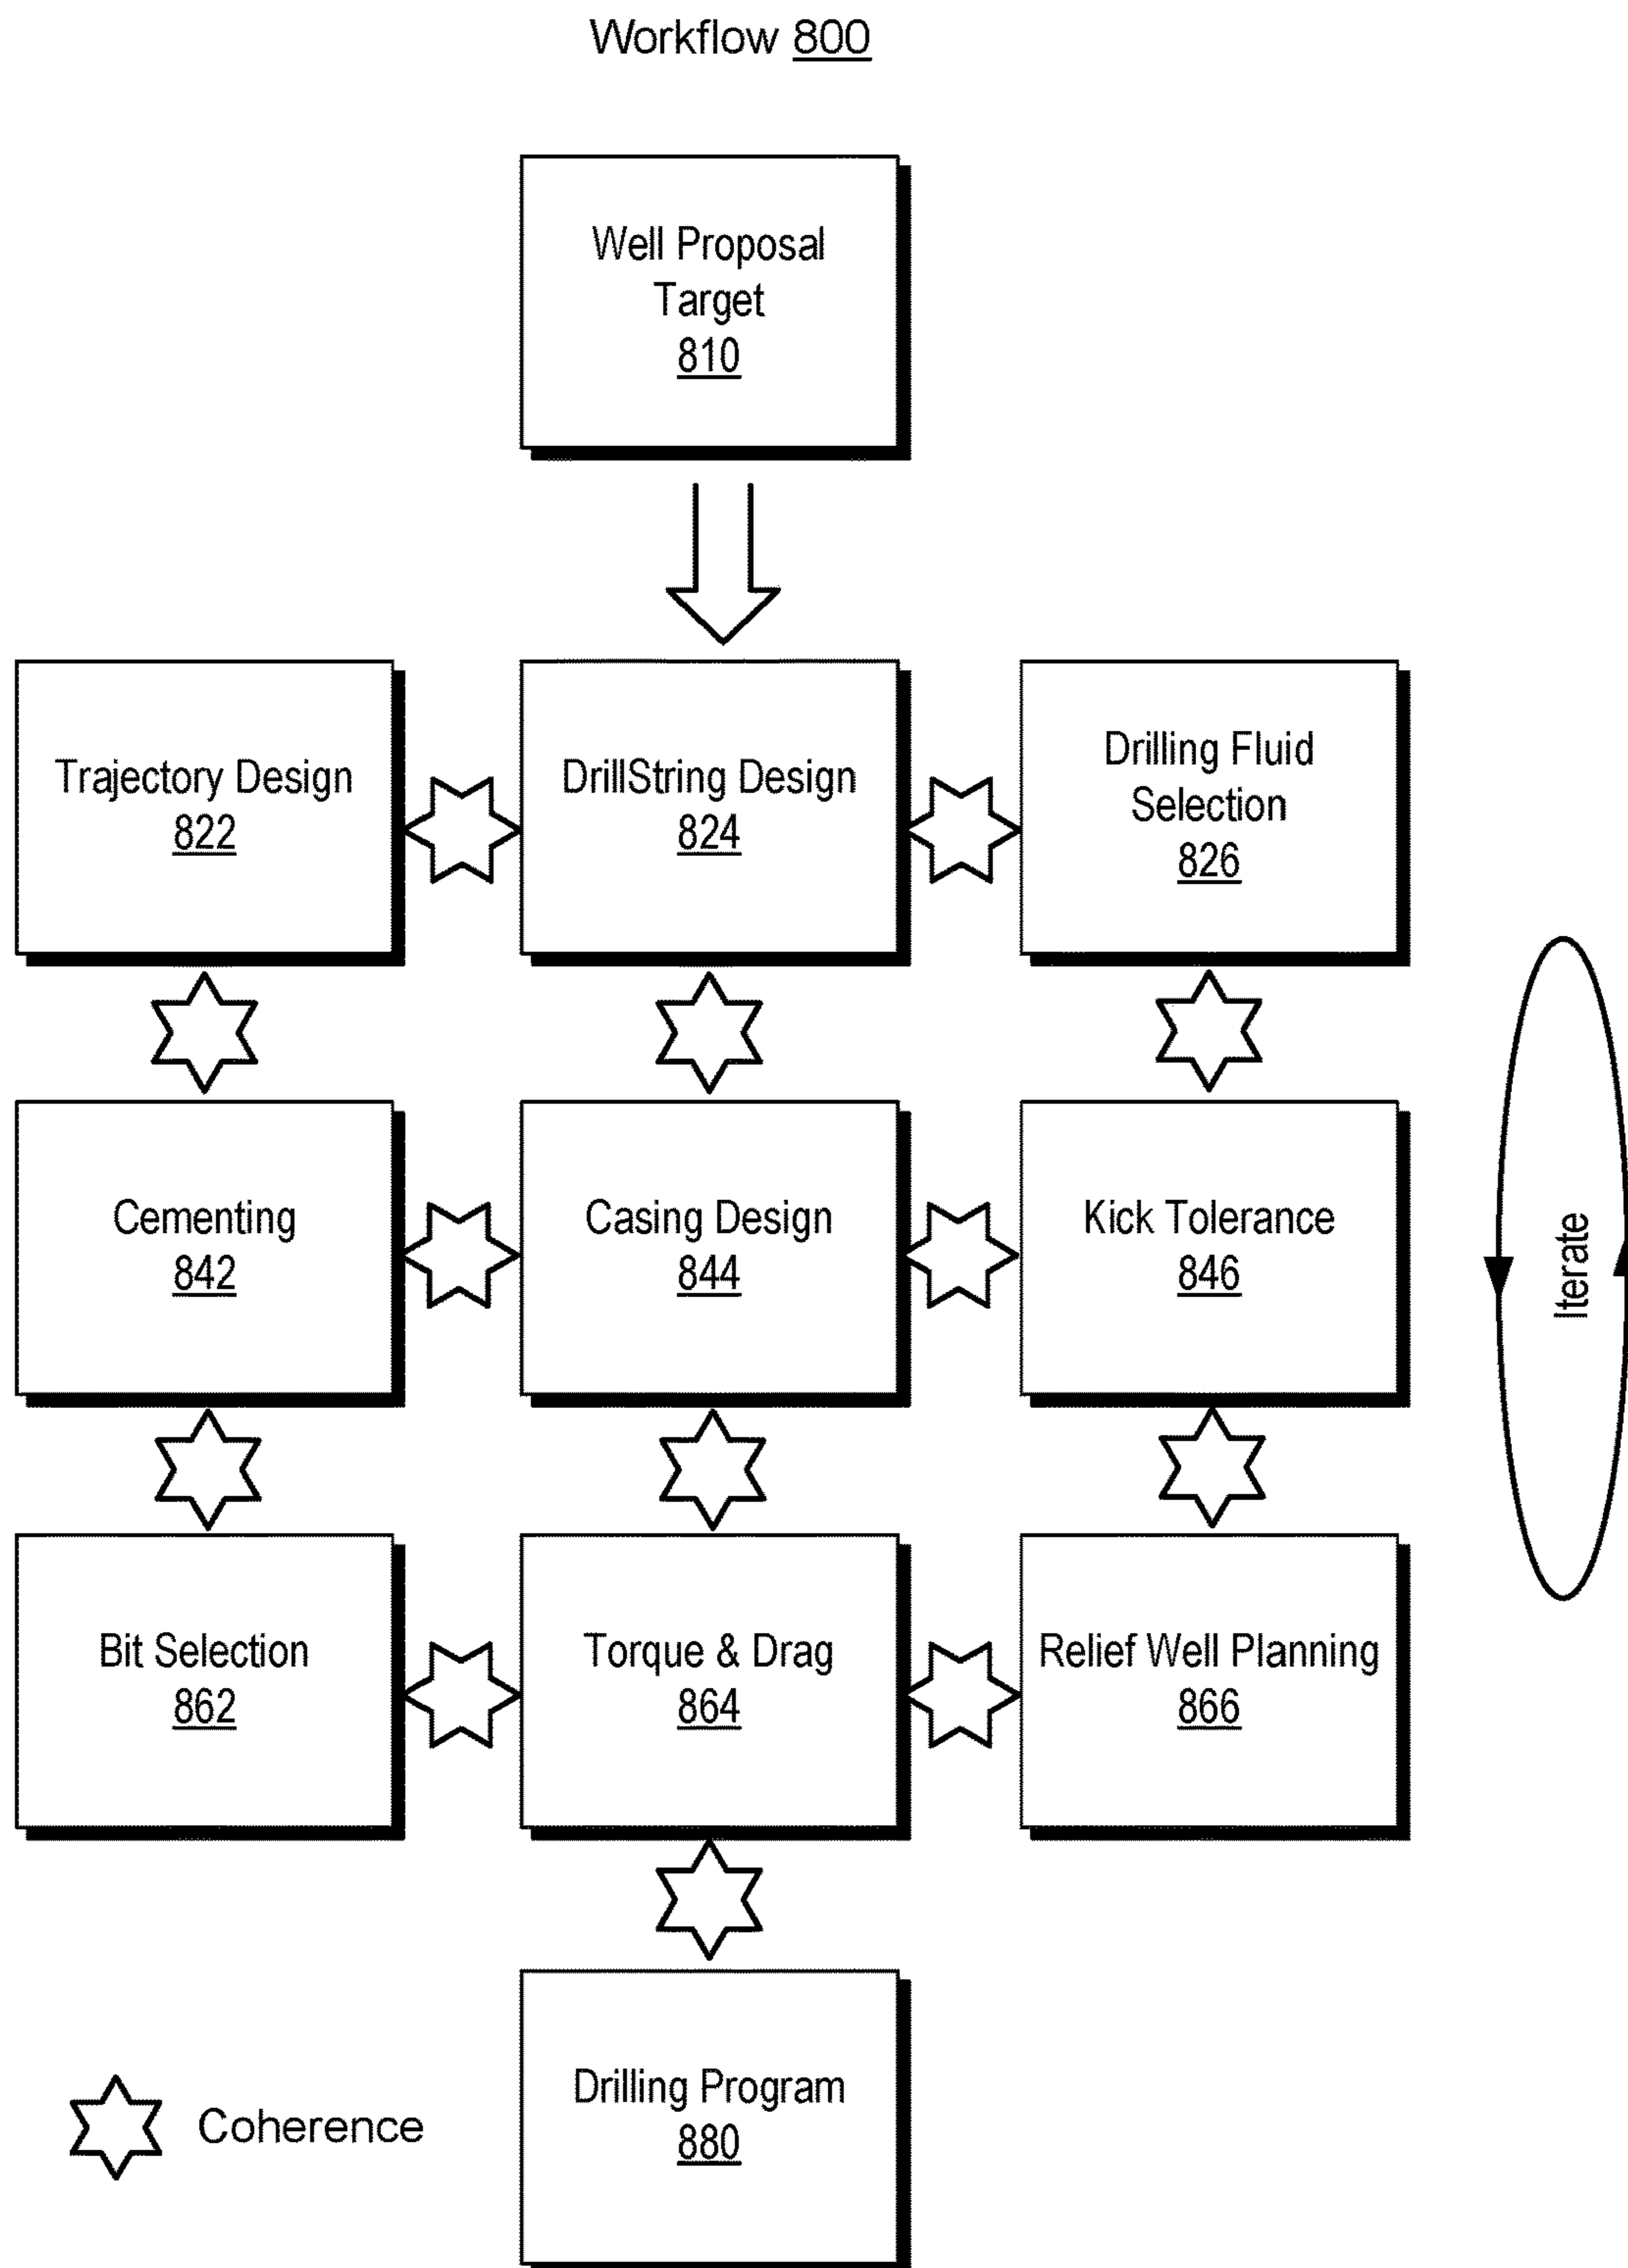 Workflow 800
Well Proposal
Target
810
Trajectory Design
822
DrillString Design
824
Drilling Fluid
Selection
826
Cementing
842
Casing Design
844
Kick Tolerance
846
Iterate
Bit Selection
862
Torque & Drag
864
Relief Well Planning
866
Drilling Program
880
Coherence